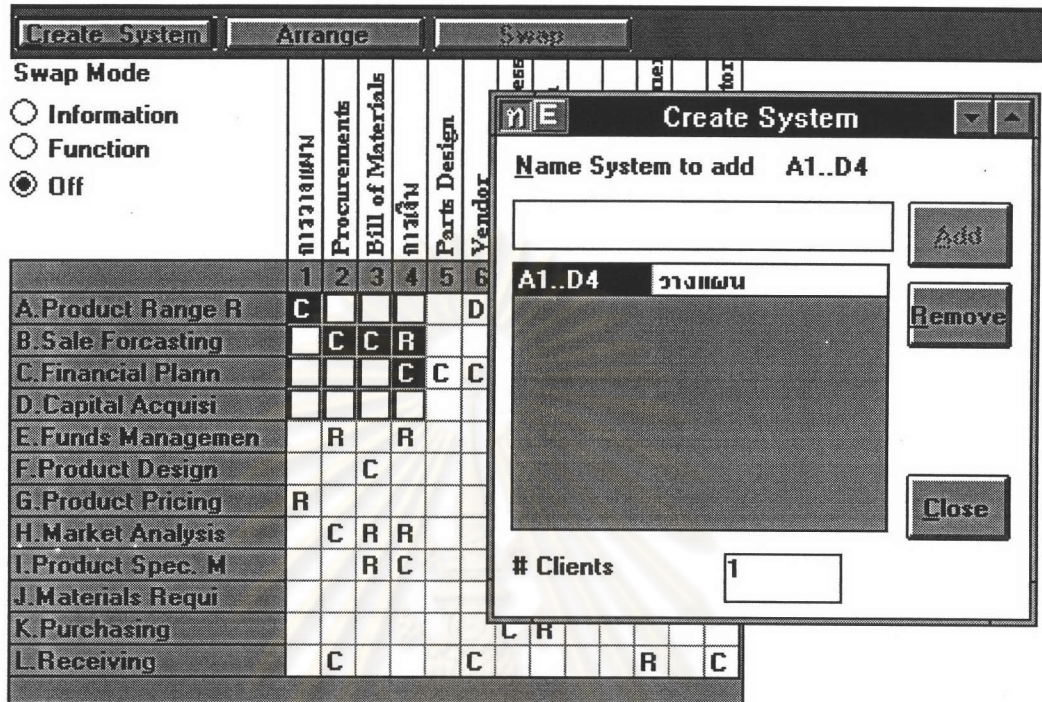 Create System Arrange Swap
Swap Mode
Information
Function
Off
การวางแผน
Procurements
Bill of Materials
การเงิน
Parts Design
Vendor
ess
uer
tor
1 2 3 4 5 6
A.Product Range R C D
B.Sale Forcasting C C R
C.Financial Plann C C C
D.Capital Acquisi
E.Funds Managemen R R
F.Product Design C
G.Product Pricing R
H.Market Analysis C R R
I.Product Spec. M R C
J.Materials Requi
K.Purchasing C R
L.Receiving C C R C
ท E Create System
Name System to add A1..D4
Add
A1..D4 วางแผน
Remove
Close
# Clients 1